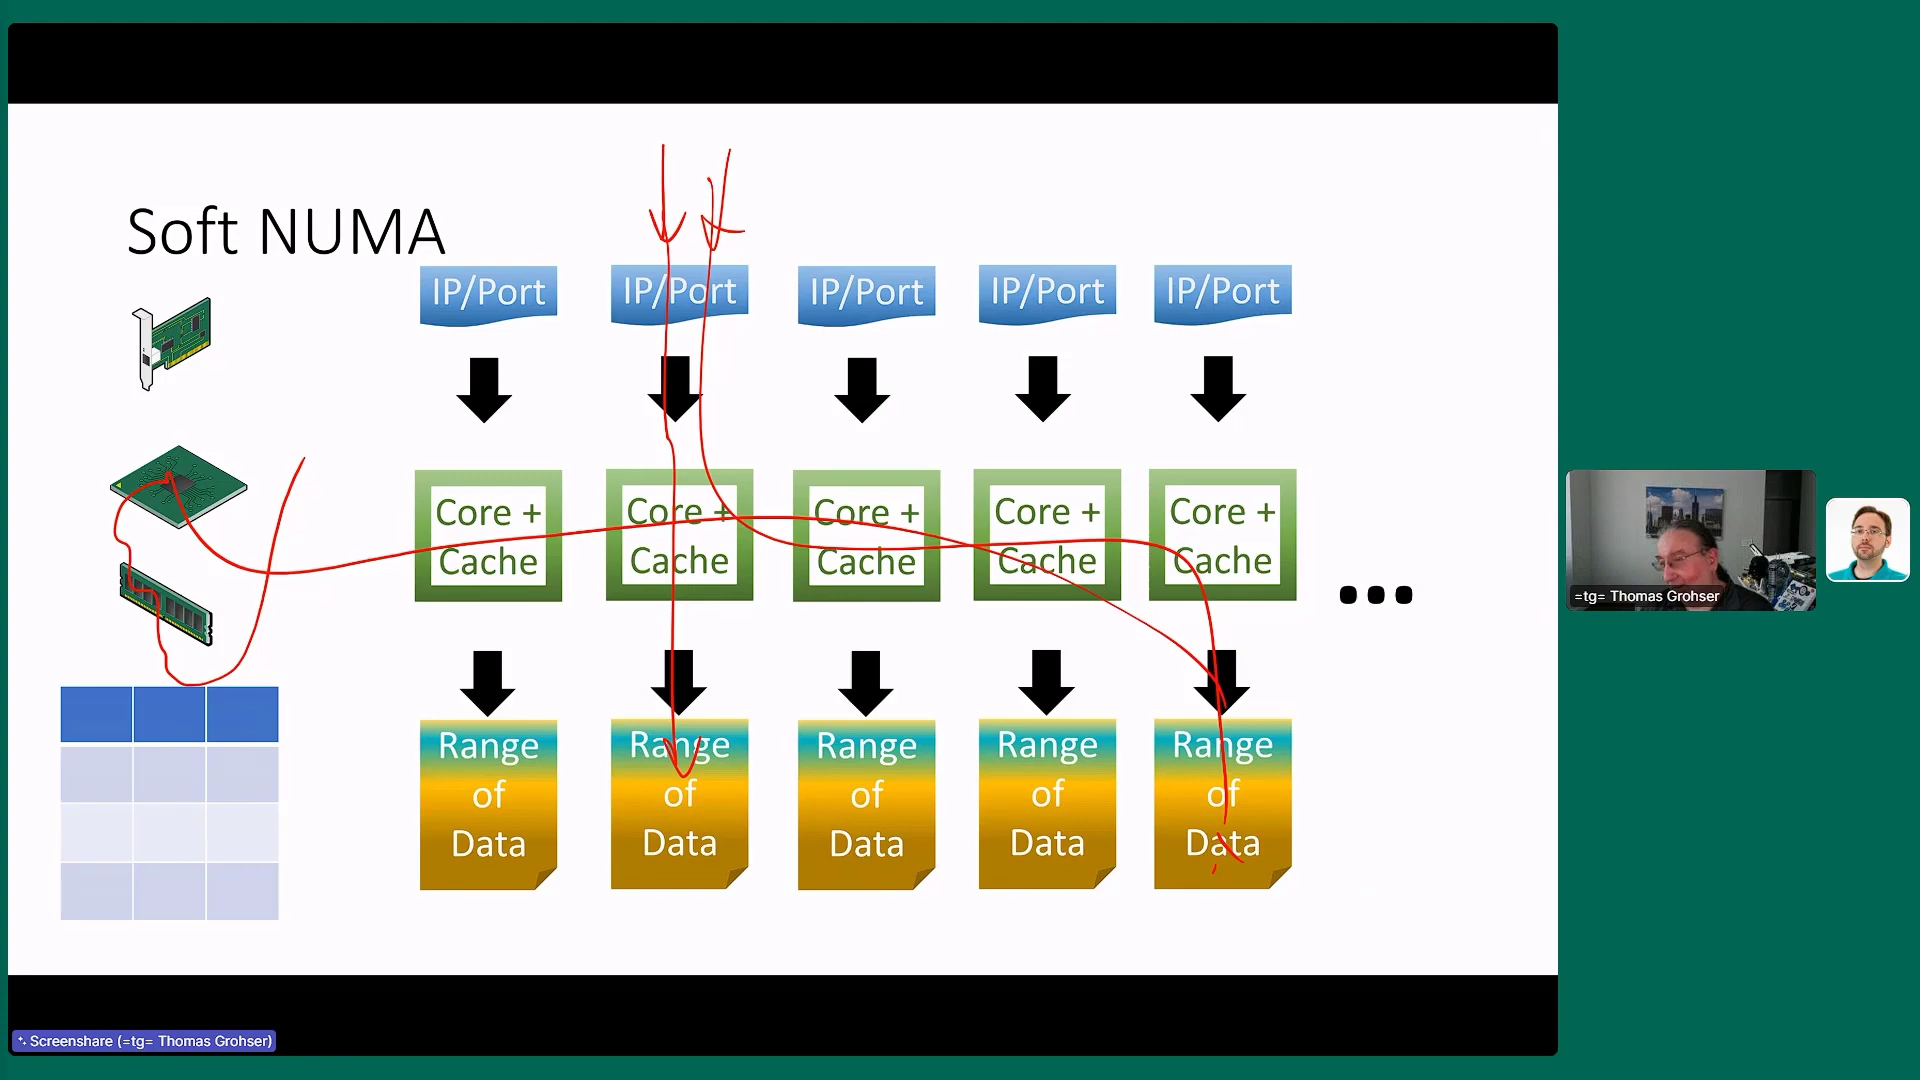 Soft NUMA
IP/Port
IP/Port
IP/Port
IP/Port
IP/Port
Core +
Cache
Core +
Cache
Core +
Cache
Core +
Cache
Core +
Cache
Range
of
Data
Range
of
Data
Range
of
Data
Range
of
Data
Range
of
Data
=tg= Thomas Grohser
Screenshare (=tg= Thomas Grohser)